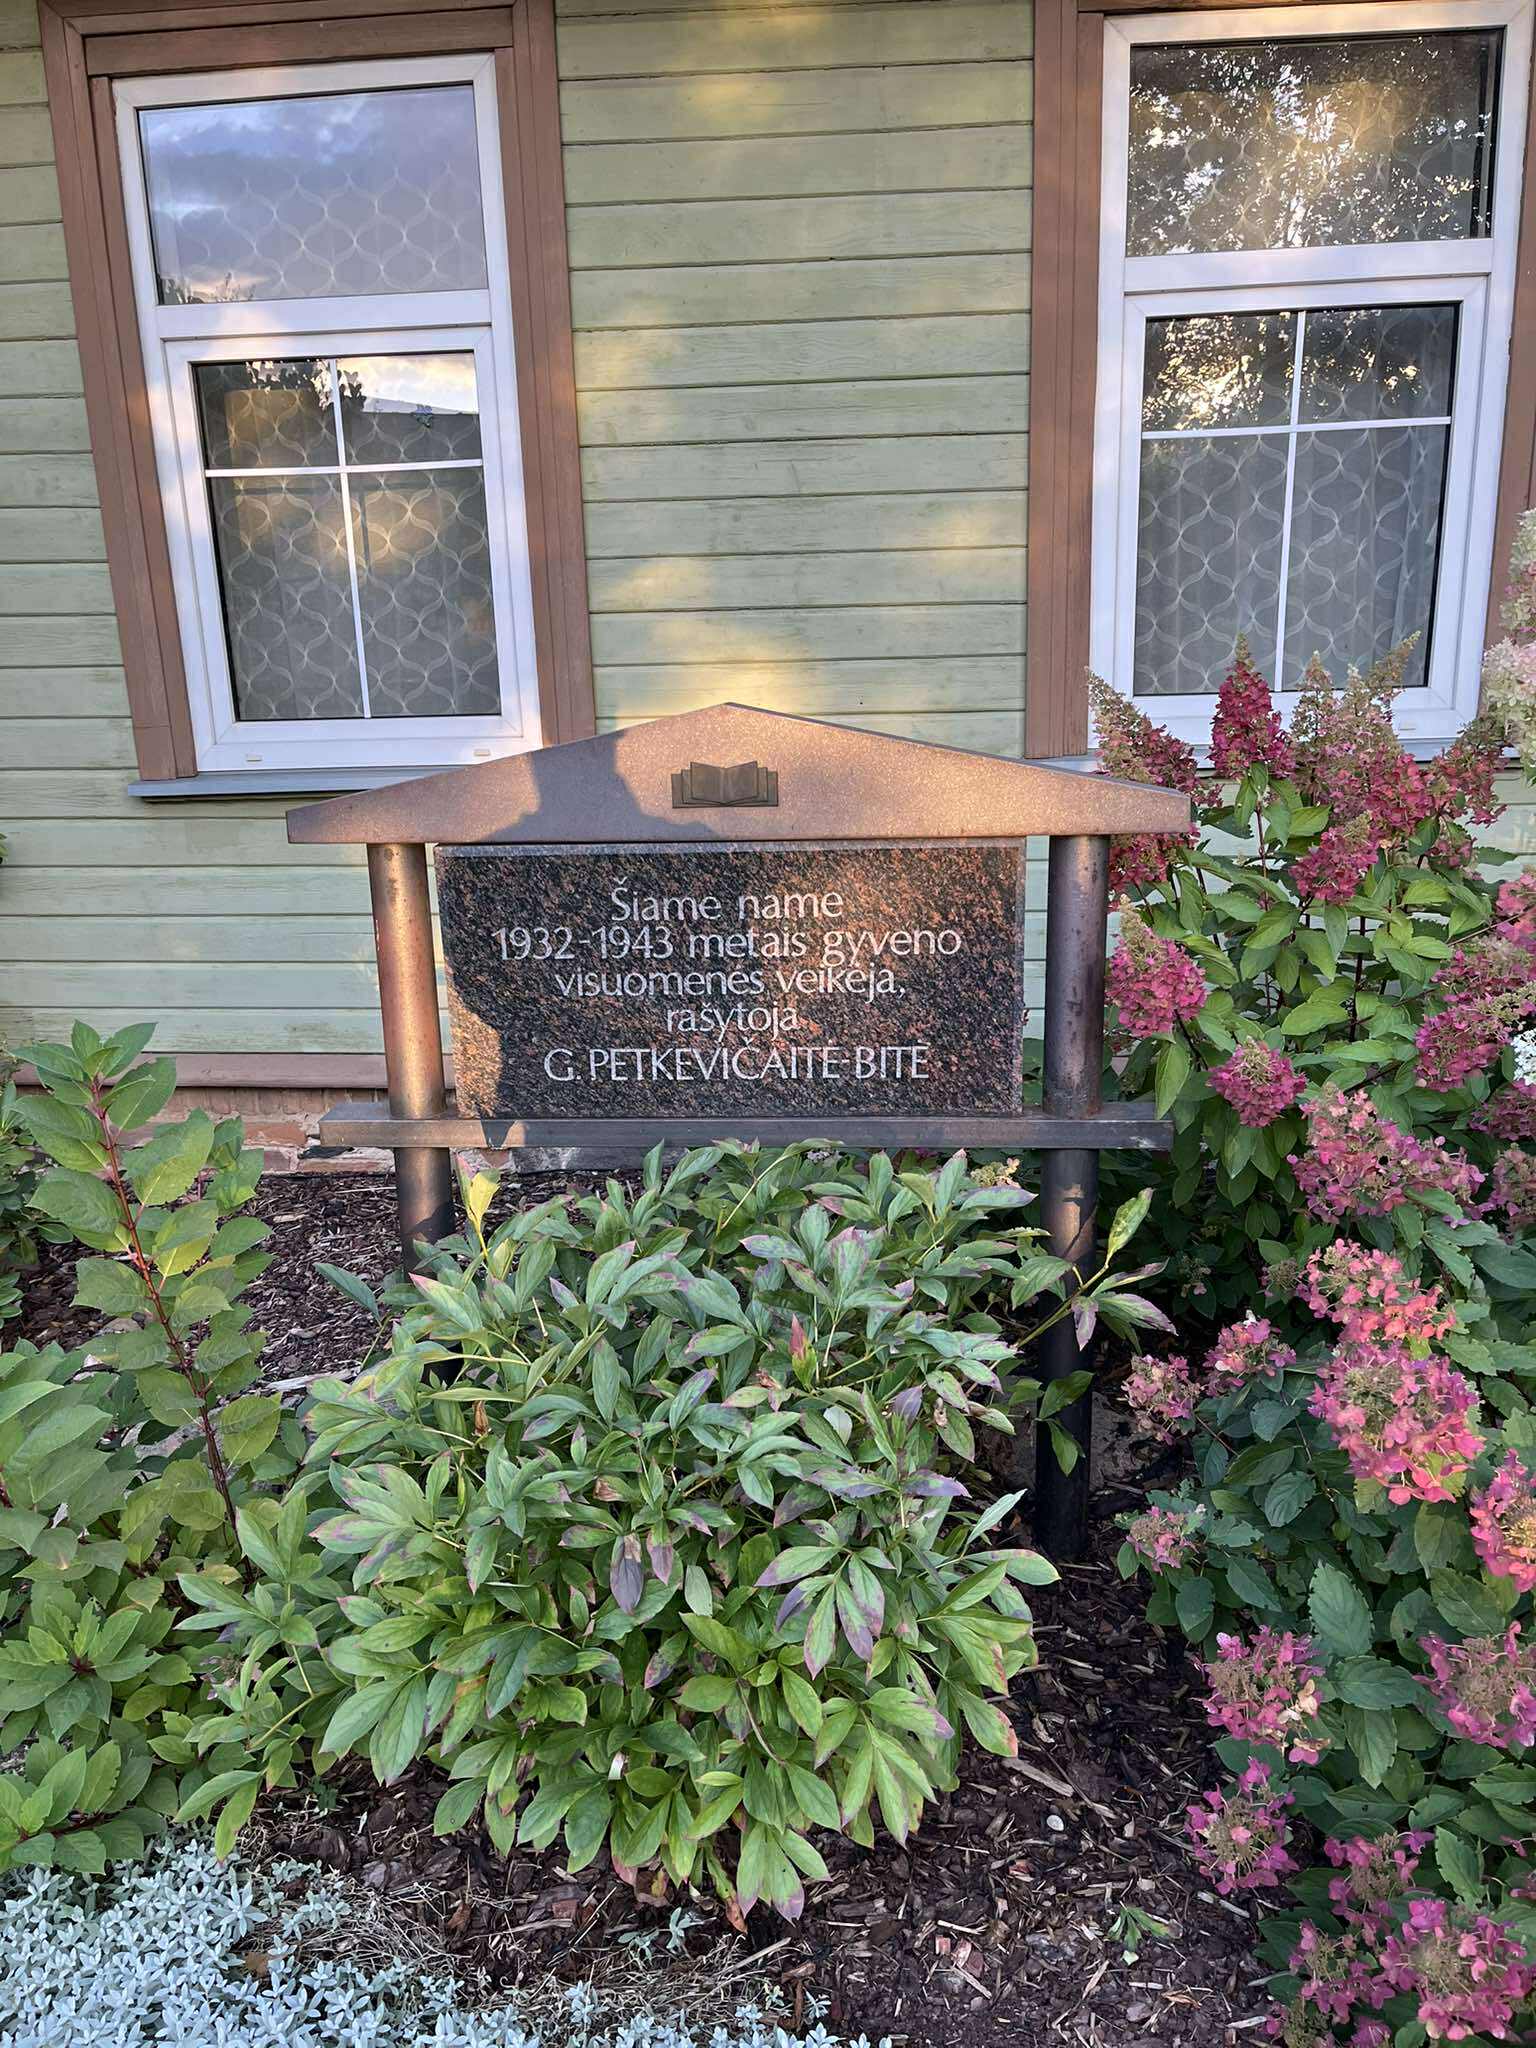 Šiame name
1932-1943 metais gyveno
visuomenės veikėja,
rašytoja
G. PETKEVIČAITĖ-BITĖ